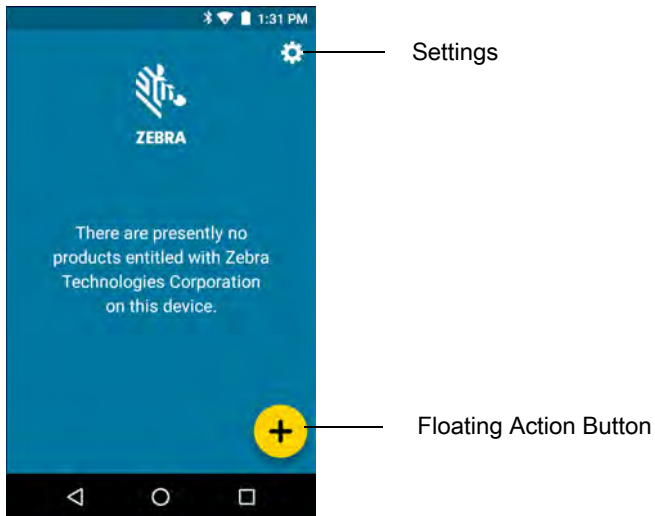 1:31 PM
Settings
ZEBRA
There are presently no
products entitled with Zebra
Technologies Corporation
on this device.
Floating Action Button